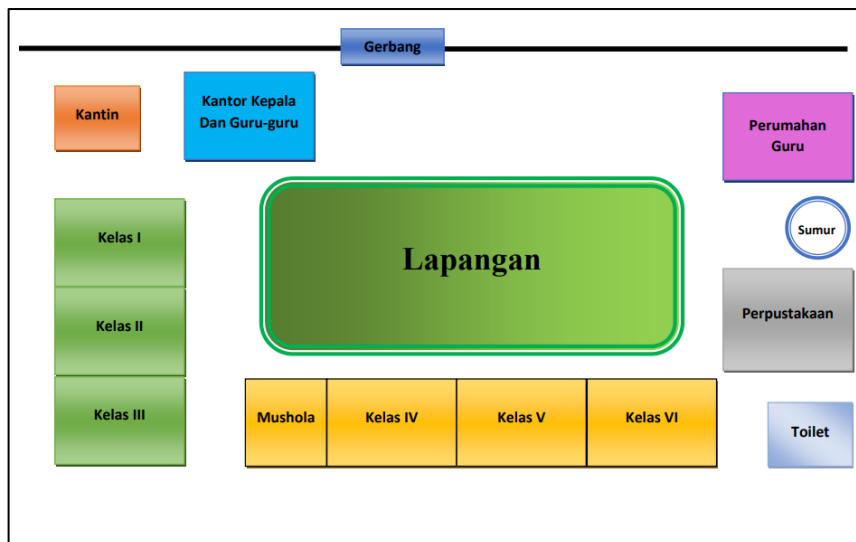 Gerbang
Kantin
Kantor Kepala
Dan Guru-guru
Perumahan
Guru
Kelas I
Lapangan
Sumur
Kelas II
Perpustakaan
Kelas III
Mushola
Kelas IV
Kelas V
Kelas VI
Toilet